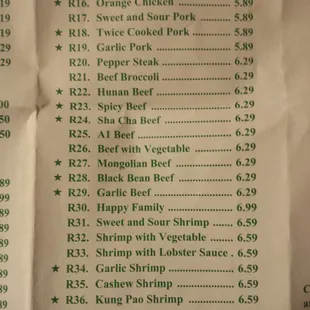 ★ R16. Orange Chicken ............ 5.89
R17. Sweet and Sour Pork ........ 5.89
★ R18. Twice Cooked Pork ........ 5.89
★ R19. Garlic Pork ................ 5.89
R20. Pepper Steak ................ 6.29
R21. Beef Broccoli ................ 6.29
★ R22. Hunan Beef ................ 6.29
★ R23. Spicy Beef ................ 6.29
★ R24. Sha Cha Beef ............ 6.29
R25. A1 Beef ................ 6.29
R26. Beef with Vegetable ........ 6.29
★ R27. Mongolian Beef ............ 6.29
★ R28. Black Bean Beef ............ 6.29
★ R29. Garlic Beef ................ 6.29
R30. Happy Family ................ 6.99
R31. Sweet and Sour Shrimp ....... 6.59
R32. Shrimp with Vegetable ....... 6.59
R33. Shrimp with Lobster Sauce . 6.59
★ R34. Garlic Shrimp ................ 6.59
R35. Cashew Shrimp ............ 6.59
★ R36. Kung Pao Shrimp ............ 6.59